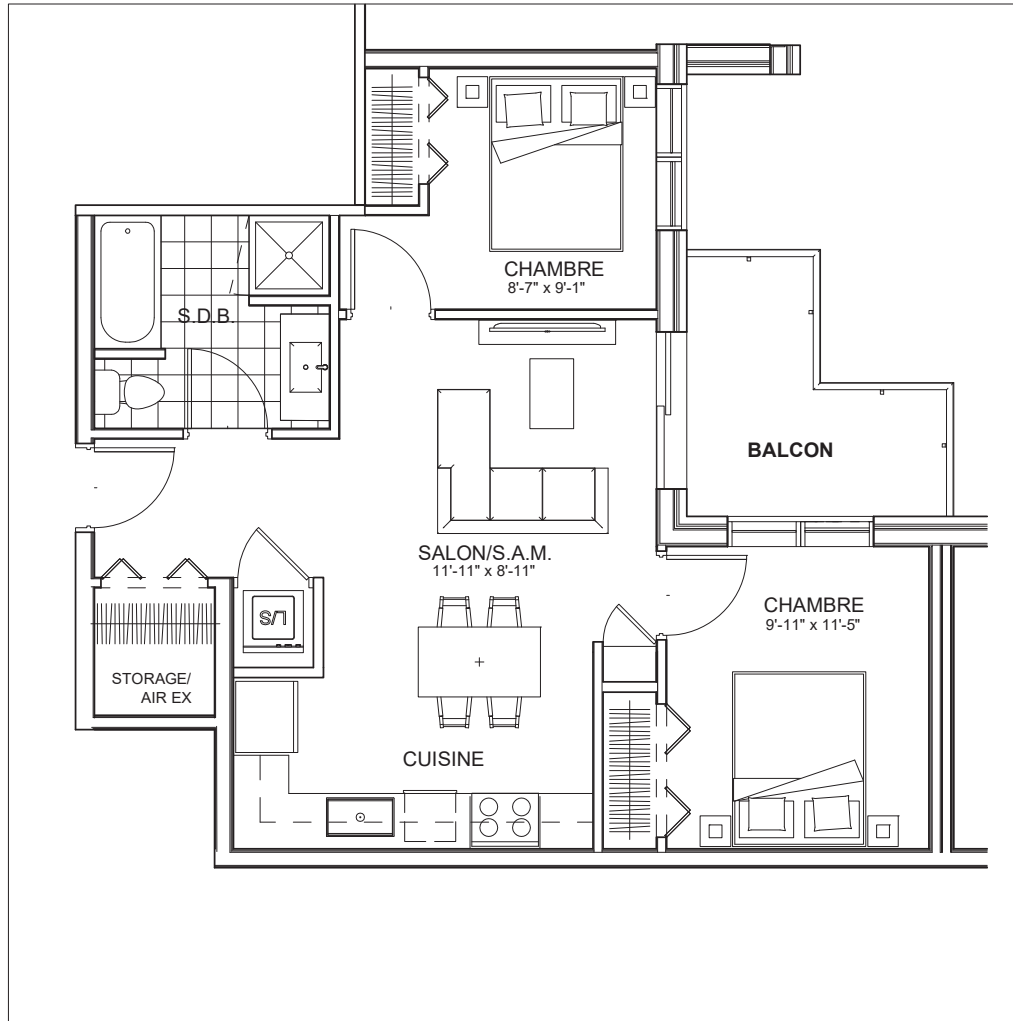 CHAMBRE
8'-7" x 9'-1"
S.D.B.
BALCON
SALON/S.A.M.
11'-11" x 8'-11"
CHAMBRE
9'-11" x 11'-5"
L/S
STORAGE/
AIR EX
CUISINE